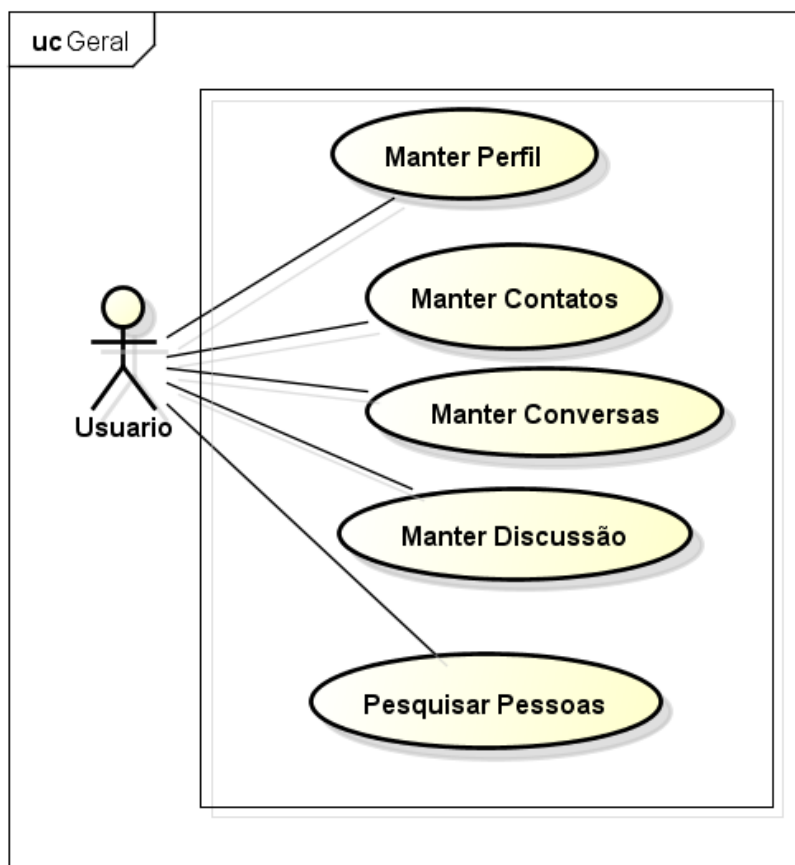 uc Geral
Manter Perfil
Manter Contatos
Manter Conversas
Usuario
Manter Discussão
Pesquisar Pessoas